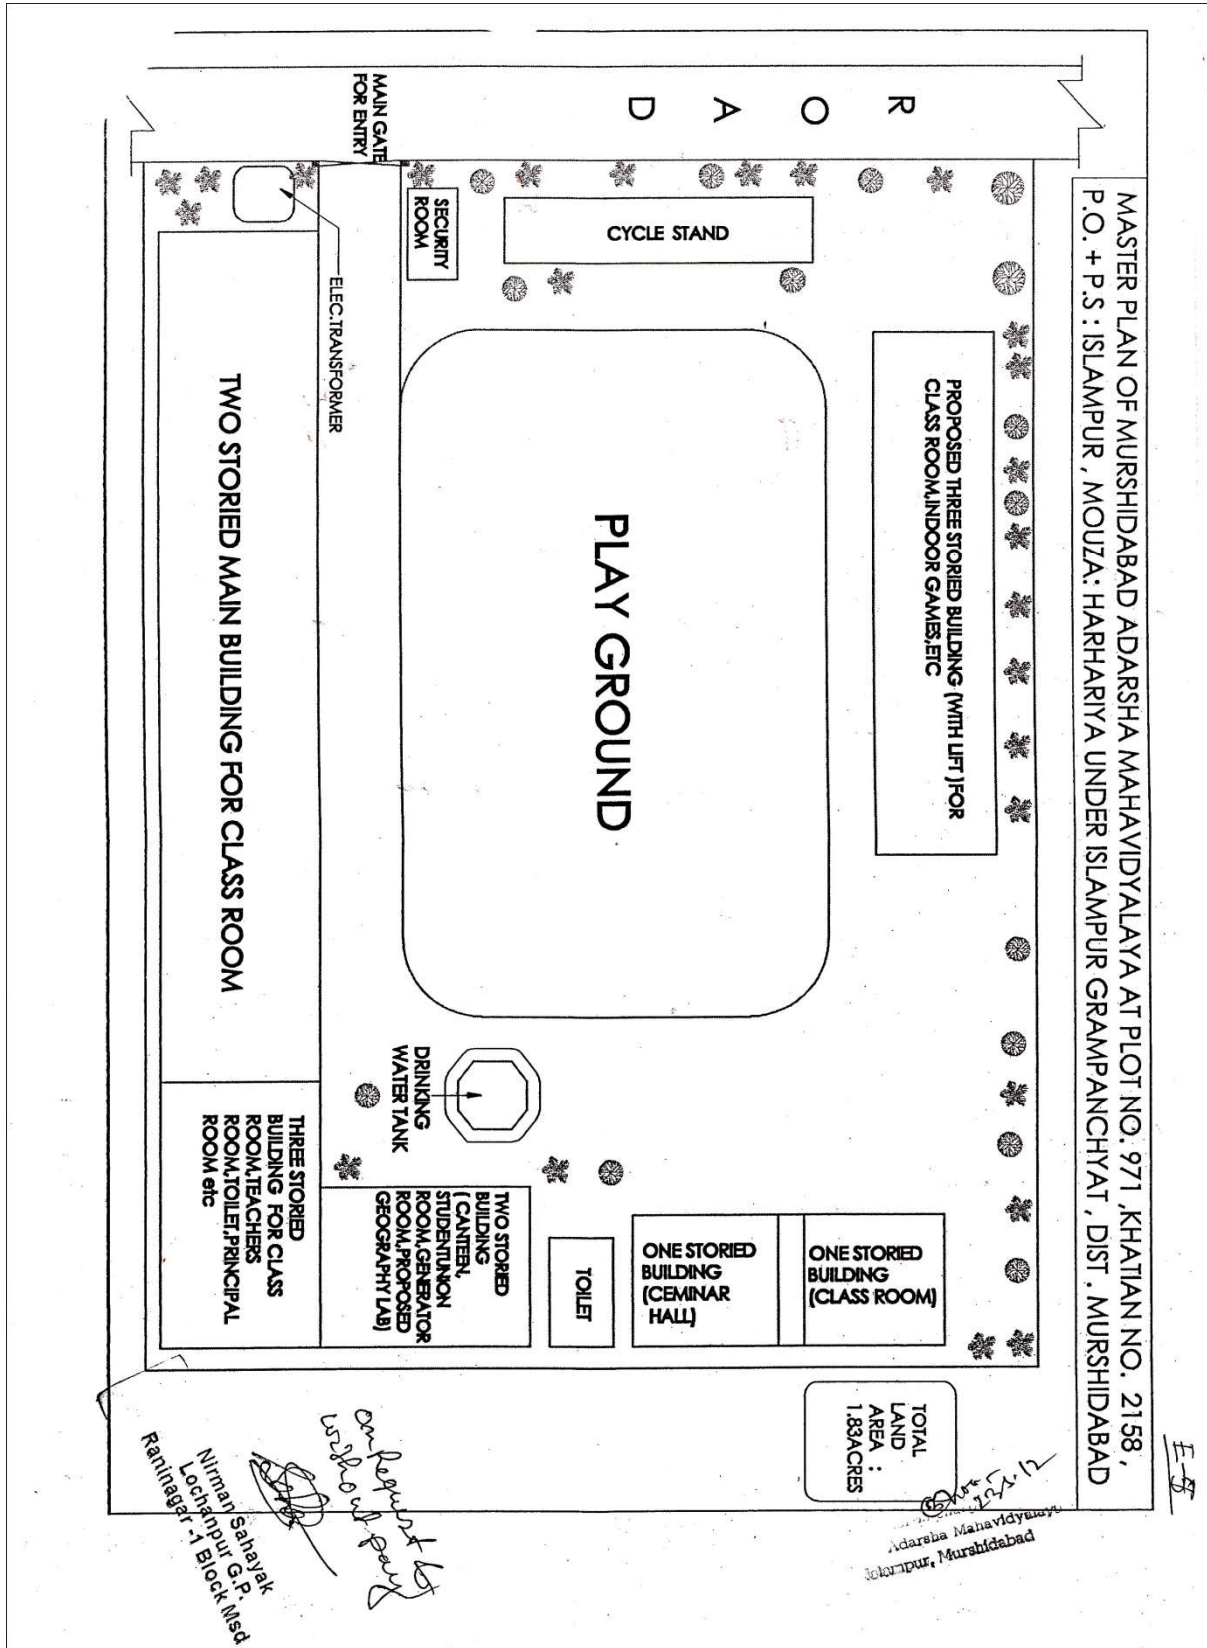 MASTER PLAN OF MURSHIDABAD ADARSHA MAHAVIDYALAYA AT PLOT NO. 971 ,KHATIAN NO. 2158 ,
P.O. + P.S : ISLAMPUR , MOUZA: HARHARIYA UNDER ISLAMPUR GRAMPANCHYAT , DIST . MURSHIDABAD
R O A D
MAIN GATE
FOR ENTRY
SECURITY
ROOM
CYCLE STAND
ELEC.TRANSFORMER
PROPOSED THREE STORIED BUILDING (WITH LIFT )FOR
CLASS ROOM,INDOOR GAMES,ETC
PLAY GROUND
TWO STORIED MAIN BUILDING FOR CLASS ROOM
DRINKING
WATER TANK
THREE STORIED
BUILDING FOR CLASS
ROOM,TEACHERS
ROOM,TOILET,PRINCIPAL
ROOM etc
TWO STORIED
BUILDING
( CANTEEN,
STUDENTUNION
ROOM,GENERATOR
ROOM,PROPOSED
GEOGRAPHY LAB)
TOILET
ONE STORIED
BUILDING
(CEMINAR
HALL)
ONE STORIED
BUILDING
(CLASS ROOM)
TOTAL
LAND
AREA :
1.83ACRES
Adarsha Mahavidyalaya
Islampur, Murshidabad
on Request &
without pay
Nirman Sahayak
Lochanpur G.P.
Raninagar -1 Block Msd